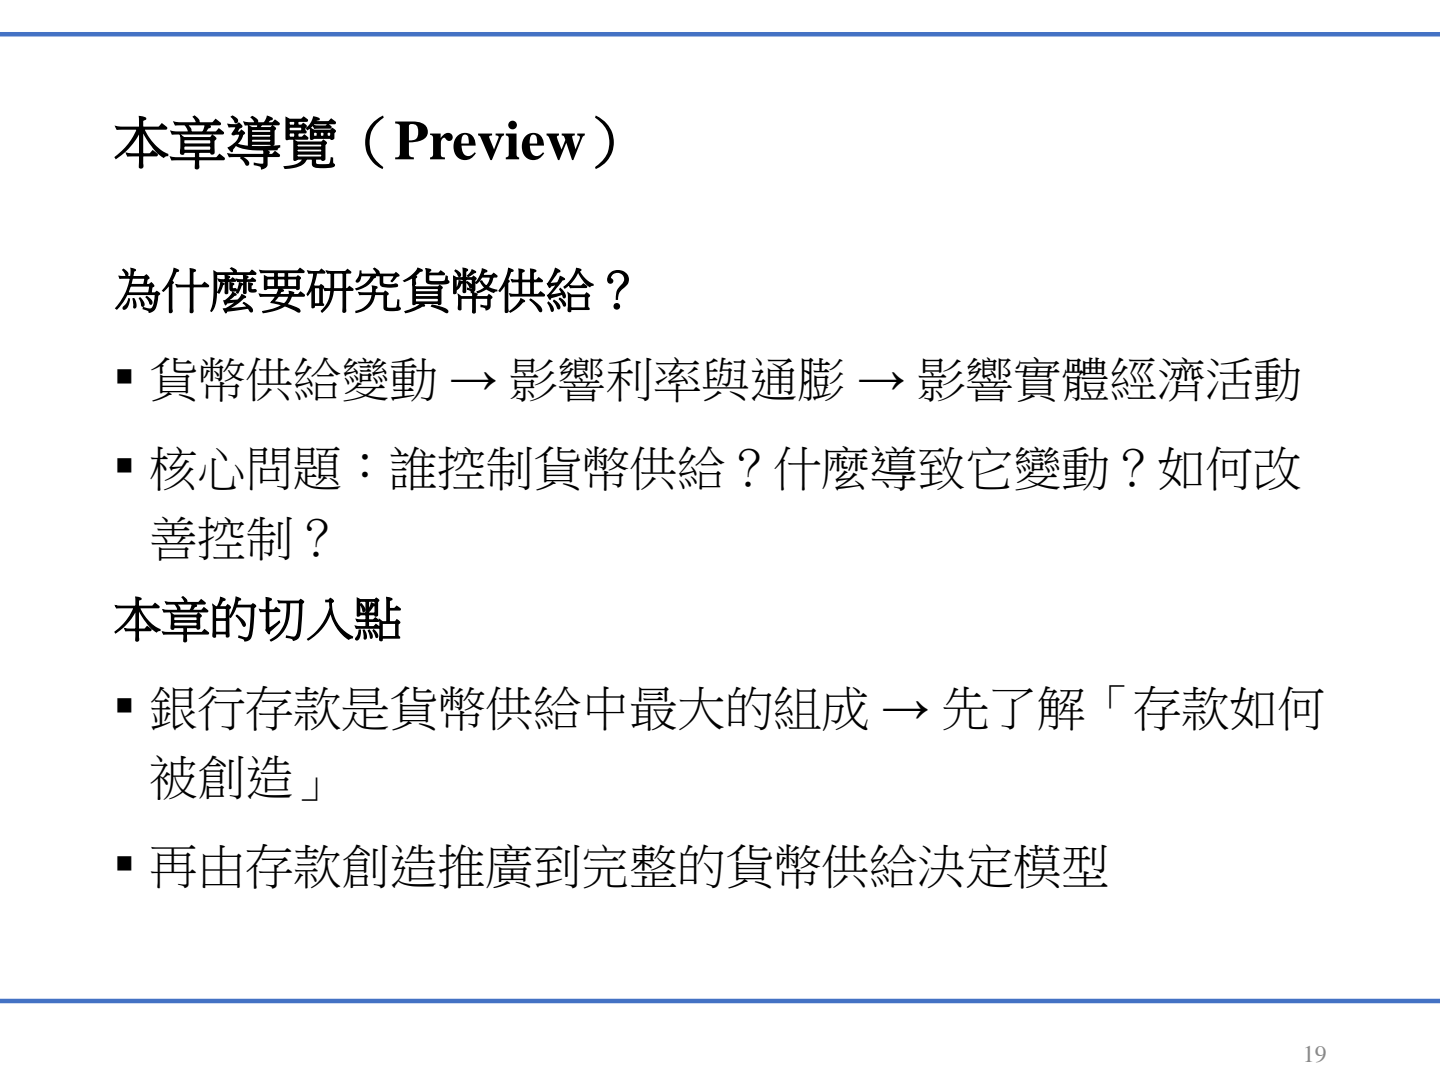 本章導覽（Preview）
為什麼要研究貨幣供給？
▪ 貨幣供給變動 → 影響利率與通膨 → 影響實體經濟活動
▪ 核心問題：誰控制貨幣供給？什麼導致它變動？如何改
善控制？
本章的切入點
▪ 銀行存款是貨幣供給中最大的組成 → 先了解「存款如何
被創造」
▪ 再由存款創造推廣到完整的貨幣供給決定模型
19